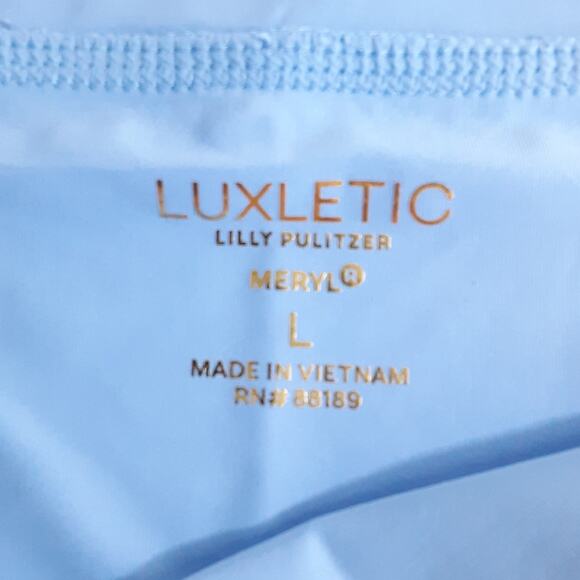 LUXLETIC
LILLY PULITZER
MERYL®
L
MADE IN VIETNAM
RN# 88189